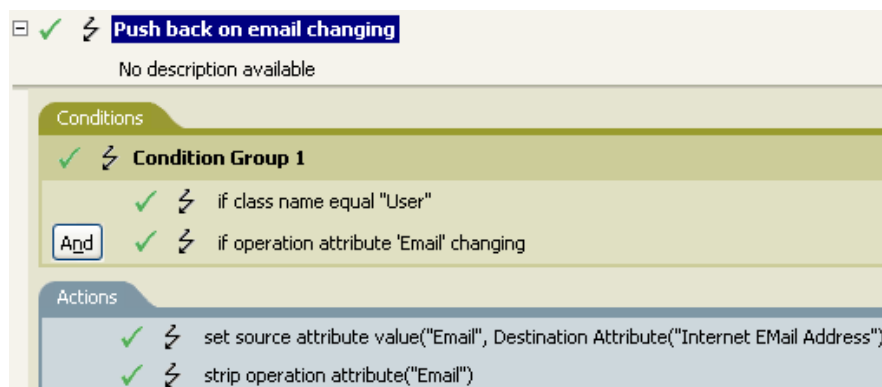 Push back on email changing
No description available
Conditions
Condition Group 1
if class name equal "User"
And if operation attribute 'Email' changing
Actions
set source attribute value("Email", Destination Attribute("Internet EMail Address")
strip operation attribute("Email")